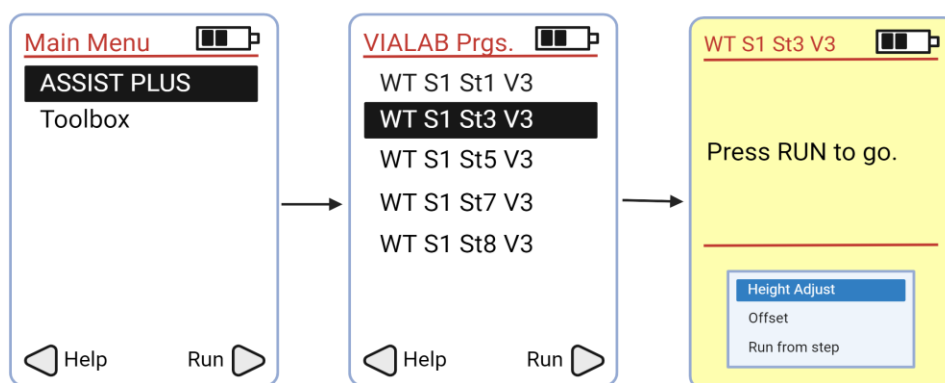 Main Menu
ASSIST PLUS
Toolbox
Help
Run
VIALAB Prgs.
WT S1 St1 V3
WT S1 St3 V3
WT S1 St5 V3
WT S1 St7 V3
WT S1 St8 V3
Help
Run
WT S1 St3 V3
Press RUN to go.
Height Adjust
Offset
Run from step